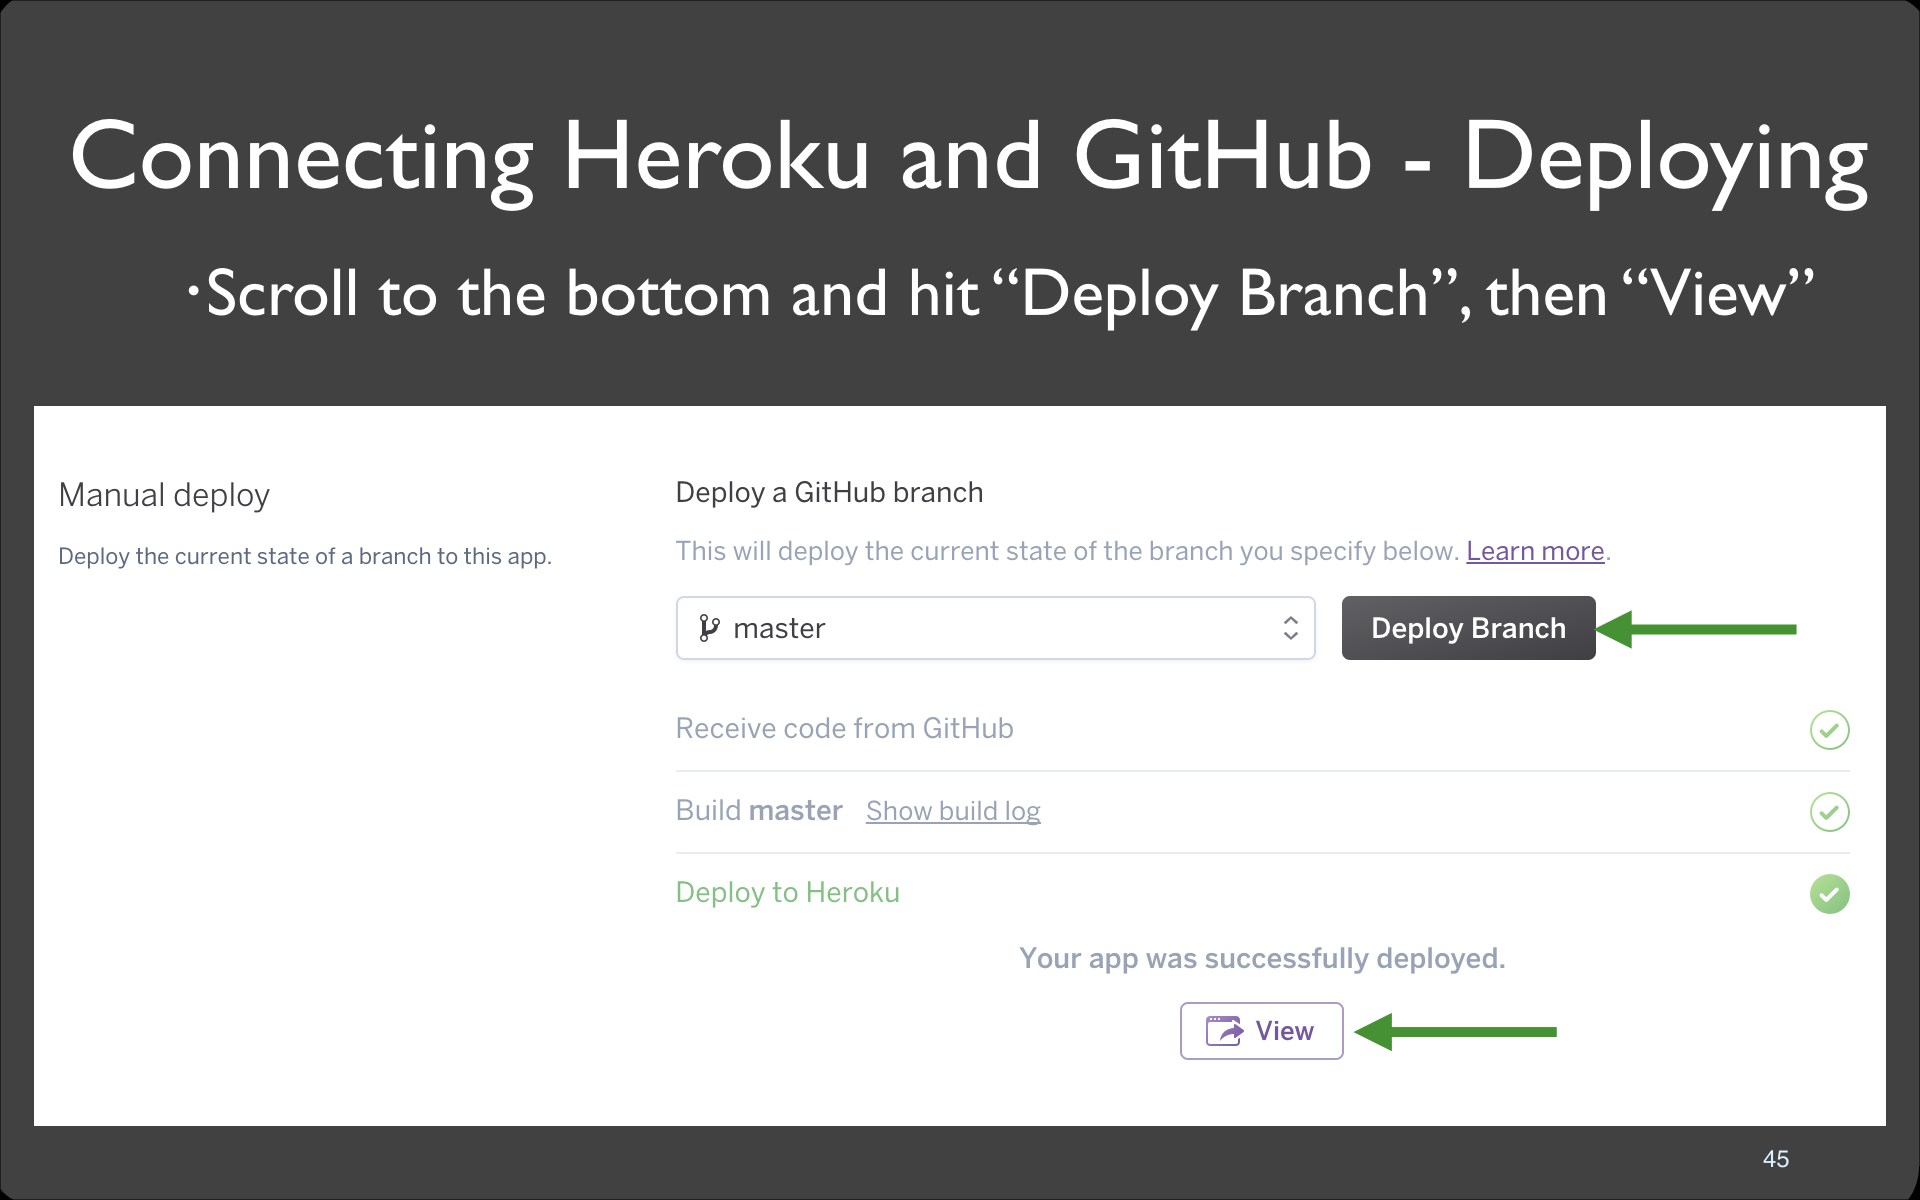 Connecting Heroku and GitHub - Deploying
·Scroll to the bottom and hit “Deploy Branch”, then “View”
Manual deploy
Deploy the current state of a branch to this app.
Deploy a GitHub branch
This will deploy the current state of the branch you specify below. Learn more.
master
Deploy Branch
Receive code from GitHub
Build master Show build log
Deploy to Heroku
Your app was successfully deployed.
View
45